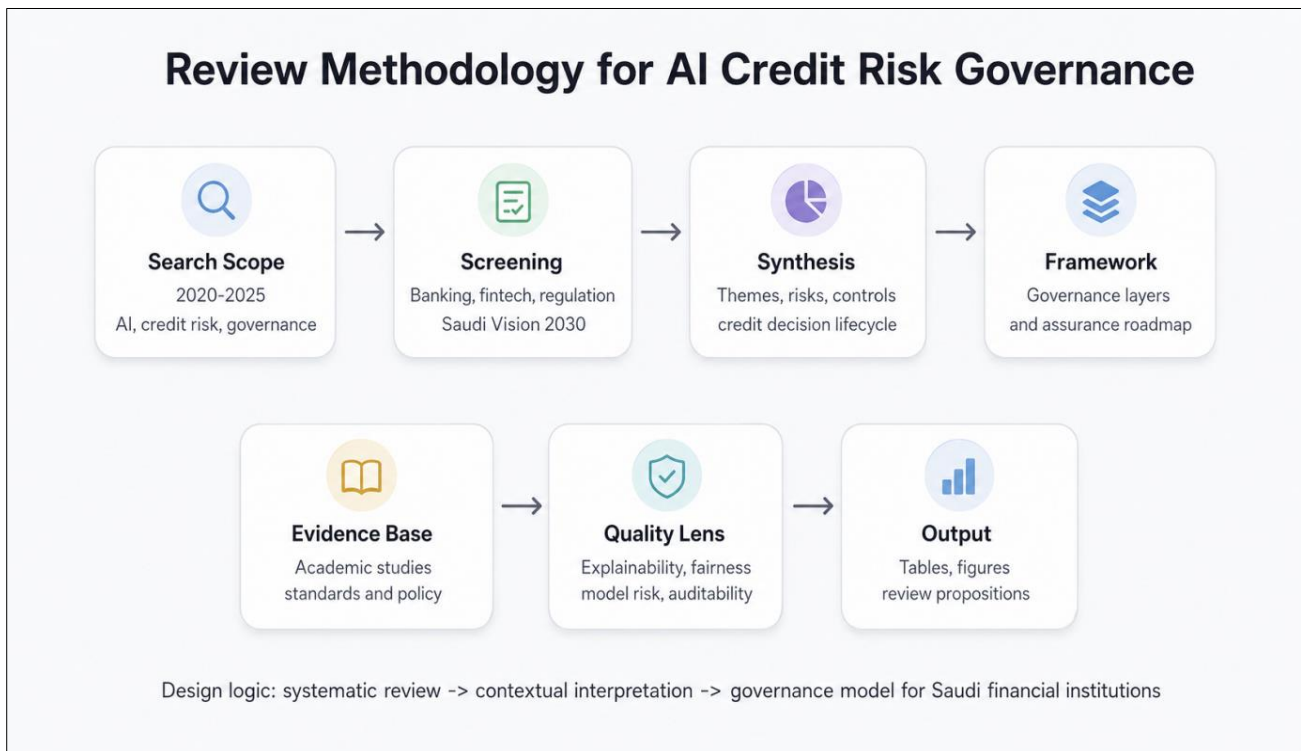 Review Methodology for AI Credit Risk Governance
Search Scope
2020-2025
AI, credit risk, governance
Screening
Banking, fintech, regulation
Saudi Vision 2030
Synthesis
Themes, risks, controls
credit decision lifecycle
Framework
Governance layers
and assurance roadmap
Evidence Base
Academic studies
standards and policy
Quality Lens
Explainability, fairness
model risk, auditability
Output
Tables, figures
review propositions
Design logic: systematic review -> contextual interpretation -> governance model for Saudi financial institutions